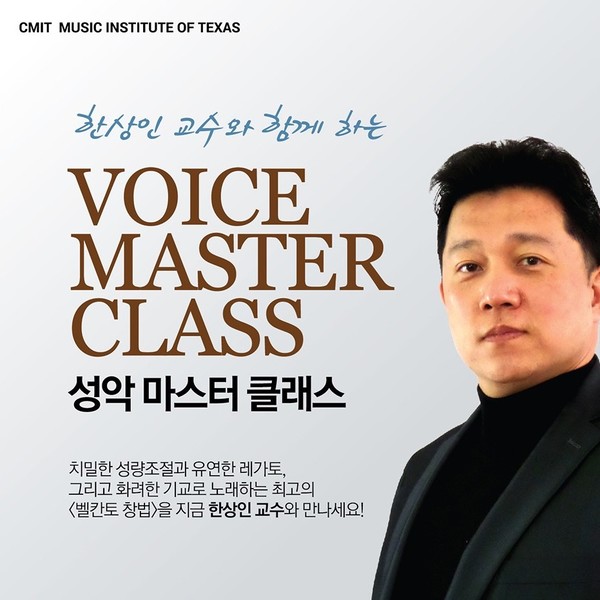 CMIT MUSIC INSTITUTE OF TEXAS
한상인 교수와 함께 하는
VOICE
MASTER
CLASS
성악 마스터 클래스
치밀한 성량조절과 유연한 레가토,
그리고 화려한 기교로 노래하는 최고의
〈벨칸토 창법〉을 지금 한상인 교수와 만나세요!